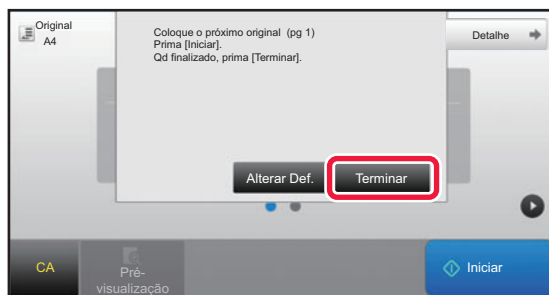 Original
A4
Coloque o próximo original (pg 1)
Prima [Iniciar].
Qd finalizado, prima [Terminar].
Detalhe
Alterar Def.
Terminar
CA
Pré-
visualização
Iniciar